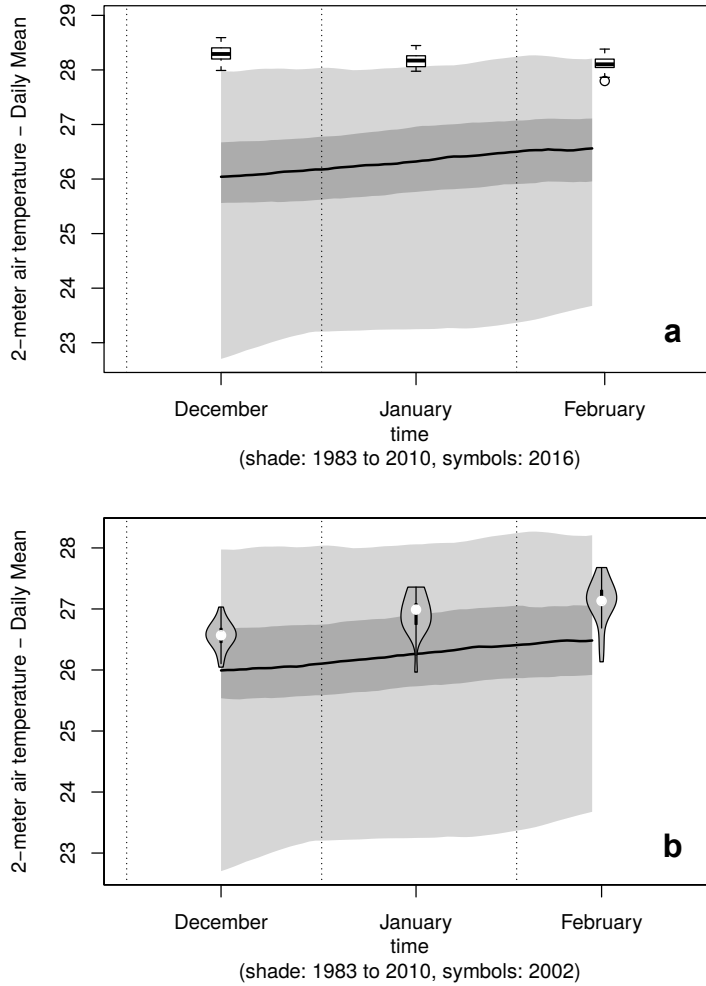 2−meter air temperature − Daily Mean
29
28
27
26
25
24
23
a
December
January
February
time
(shade: 1983 to 2010, symbols: 2016)
2−meter air temperature − Daily Mean
28
27
26
25
24
23
b
December
January
February
time
(shade: 1983 to 2010, symbols: 2002)